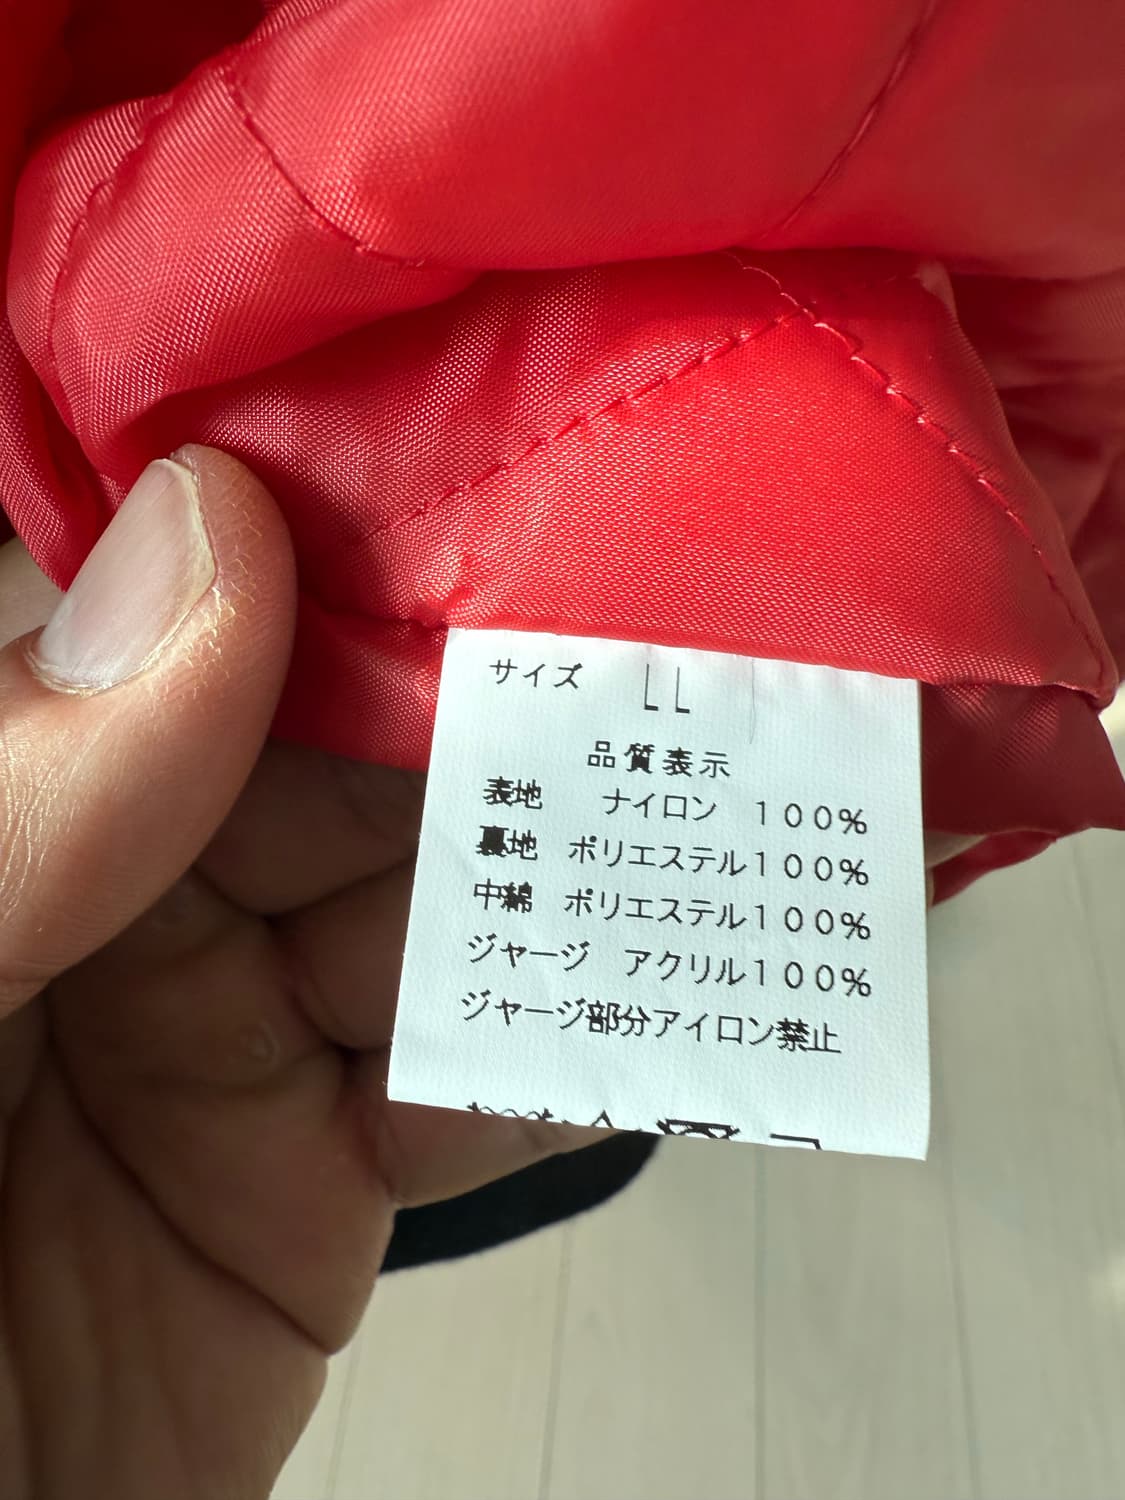 サイズ LL
品質表示
表地 ナイロン 100%
裏地 ポリエステル100%
中綿 ポリエステル100%
ジャージ アクリル100%
ジャージ部分アイロン禁止